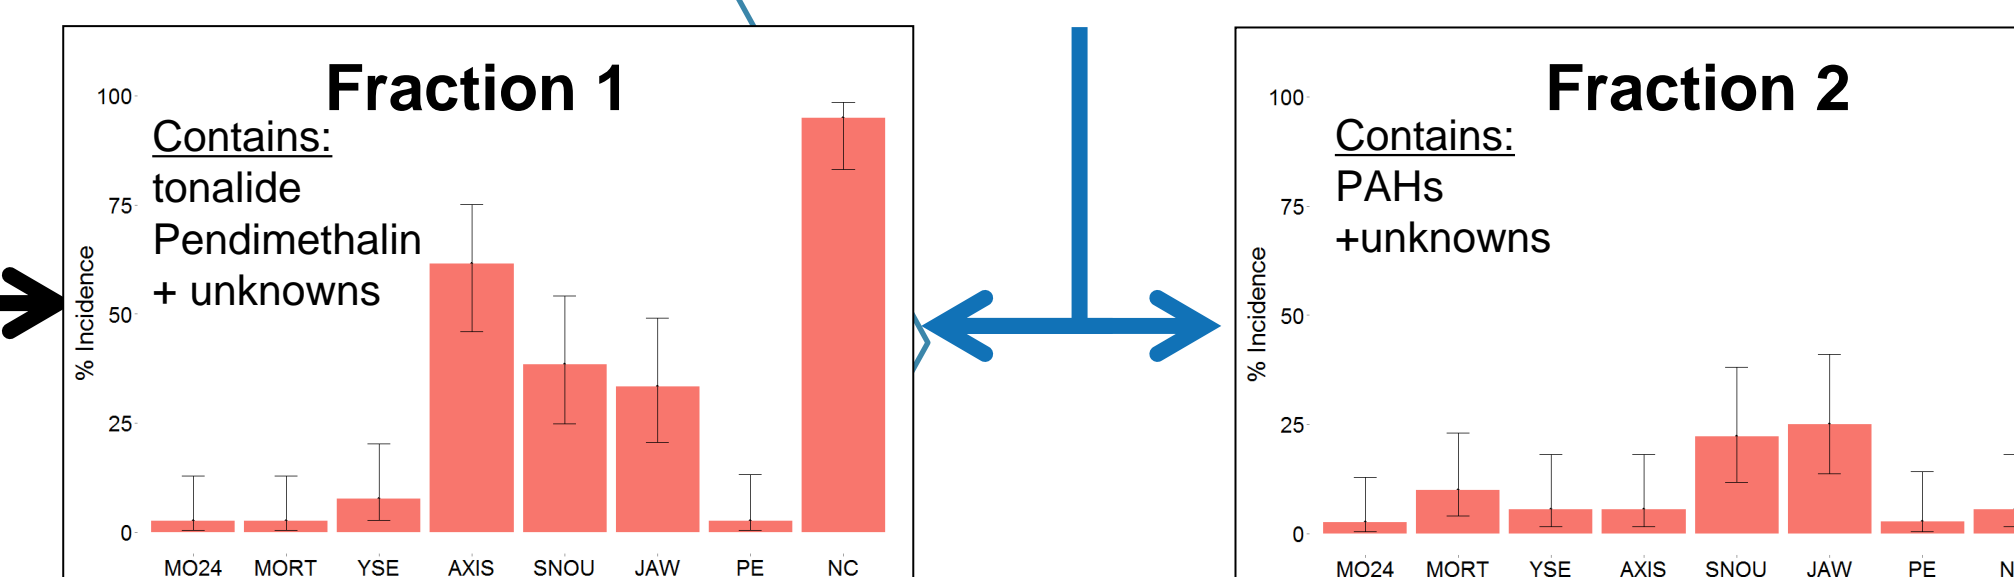 Fraction 1
Contains:
tonalide
Pendimethalin
+ unknowns
% Incidence
100
75
50
25
0
MO24 MORT YSE AXIS SNOU JAW PE NC
Fraction 2
Contains:
PAHs
+unknowns
% Incidence
100
75
50
25
0
MO24 MORT YSE AXIS SNOU JAW PE